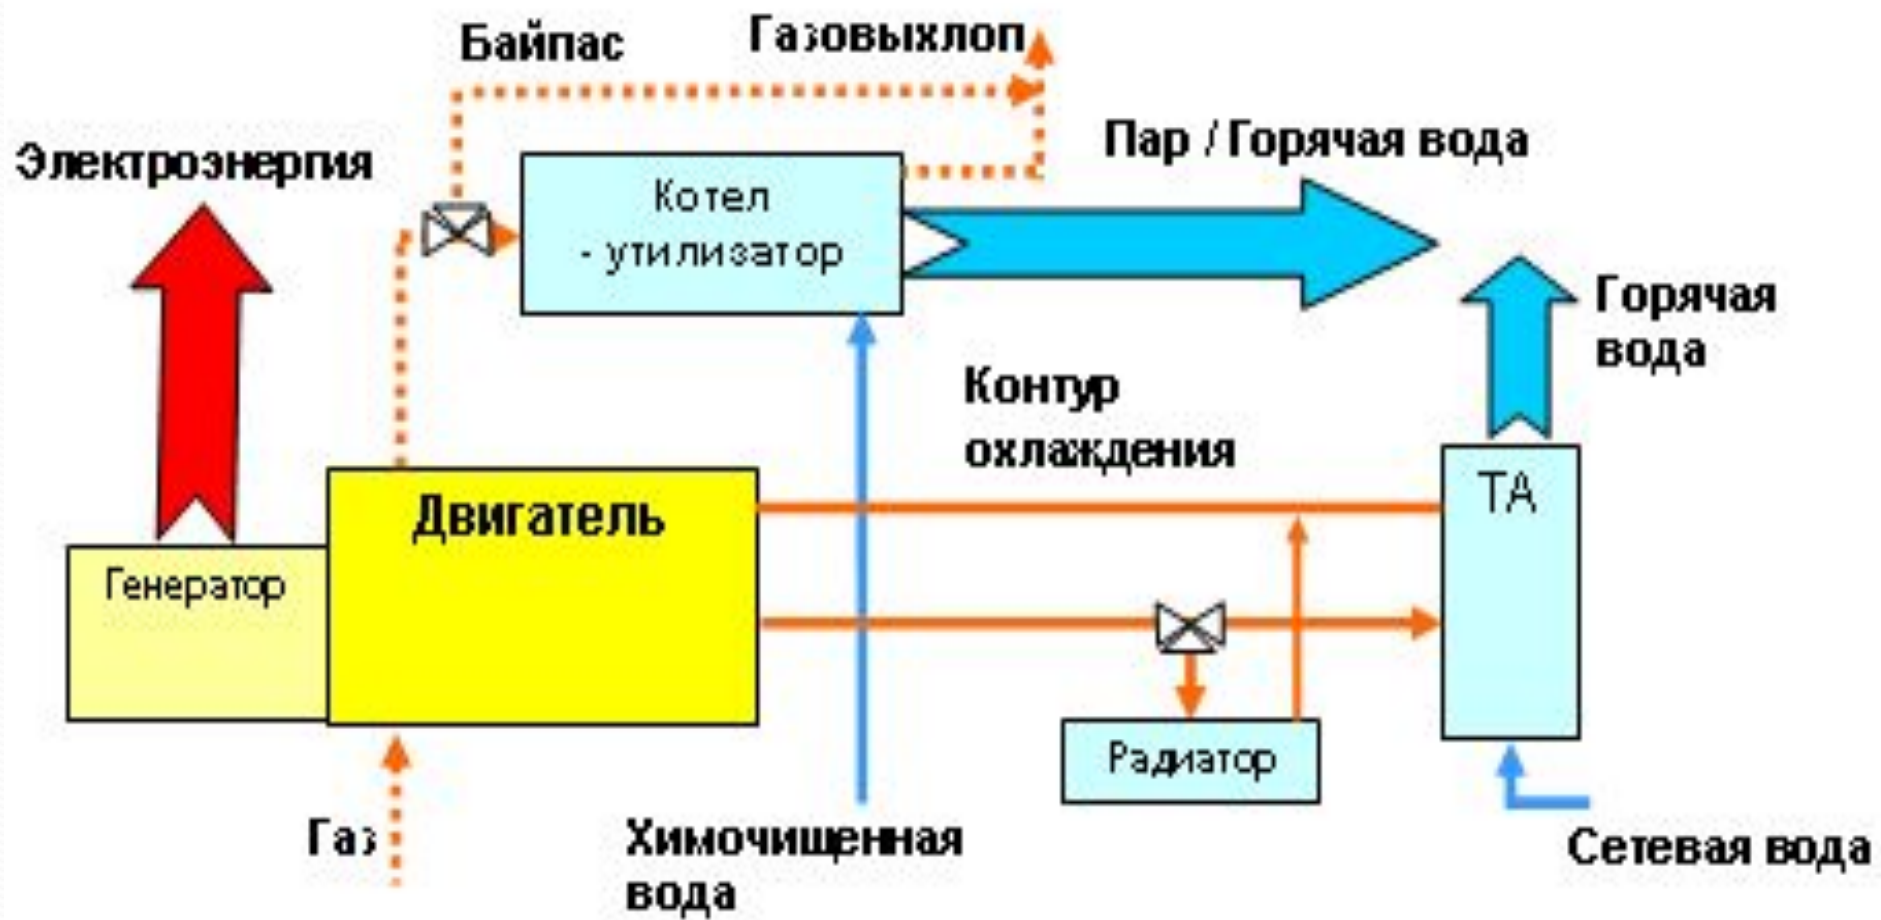 Байпас
Газовыхлоп
Электроэнергия
Пар / Горячая вода
Котел
- утилизатор
Горячая
вода
Контур
охлаждения
Двигатель
ТА
Генератор
Радиатор
Газ
Химочищенная
вода
Сетевая вода